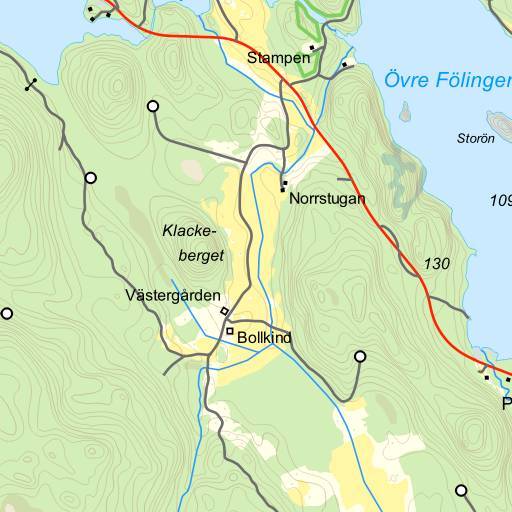 Stampen
Övre Fölingen
Storön
Norrstugan
109
Klacke-
berget
130
Västergården
Bollkind
P